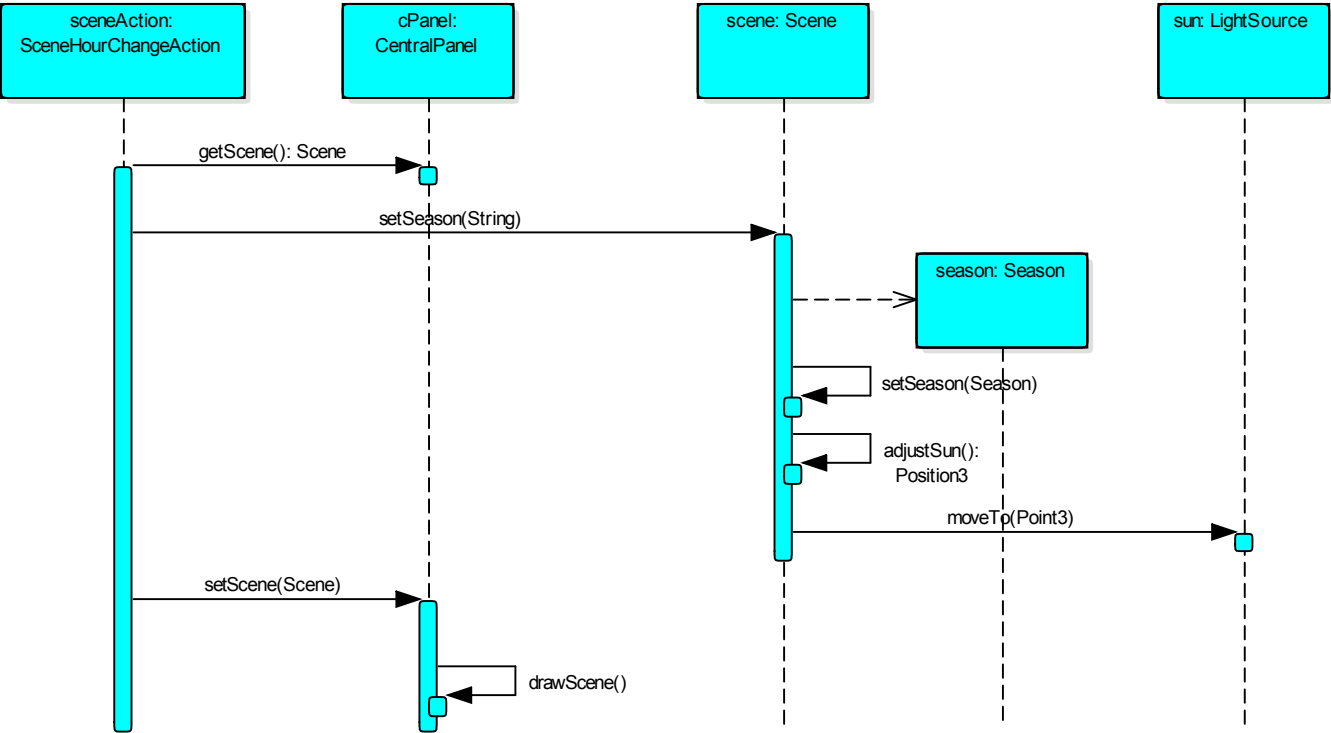 sceneAction:
SceneHourChangeAction
cPanel:
CentralPanel
scene: Scene
sun: LightSource
getScene(): Scene
setSeason(String)
season: Season
setSeason(Season)
adjustSun():
Position3
moveTo(Point3)
setScene(Scene)
drawScene()